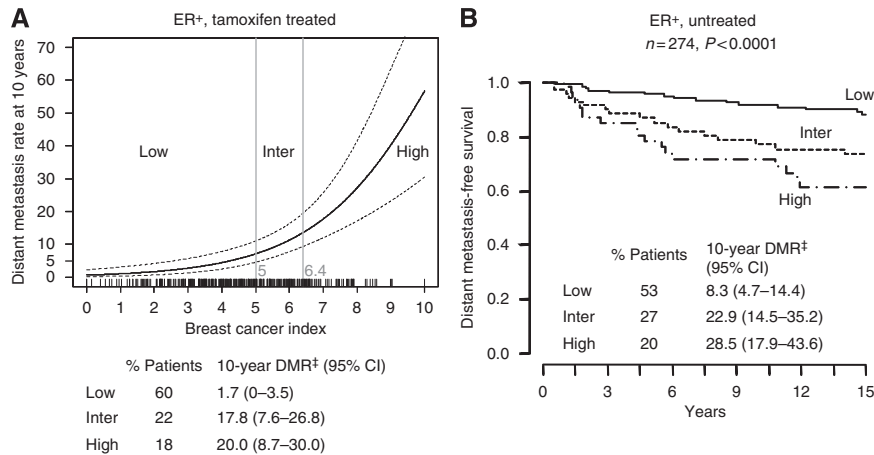 A
ER+, tamoxifen treated
Distant metastasis rate at 10 years
70
60
50
40
30
20
10
5
0
Low
Inter
High
5
6.4
0 1 2 3 4 5 6 7 8 9 10
Breast cancer index
% Patients 10-year DMR‡ (95% CI)
Low 60 1.7 (0–3.5)
Inter 22 17.8 (7.6–26.8)
High 18 20.0 (8.7–30.0)
B
ER+, untreated
n=274, P<0.0001
Distant metastasis-free survival
1.0
0.8
0.6
0.4
0.2
0.0
Low
Inter
High
% Patients 10-year DMR‡
(95% CI)
Low 53 8.3 (4.7–14.4)
Inter 27 22.9 (14.5–35.2)
High 20 28.5 (17.9–43.6)
0 3 6 9 12 15
Years